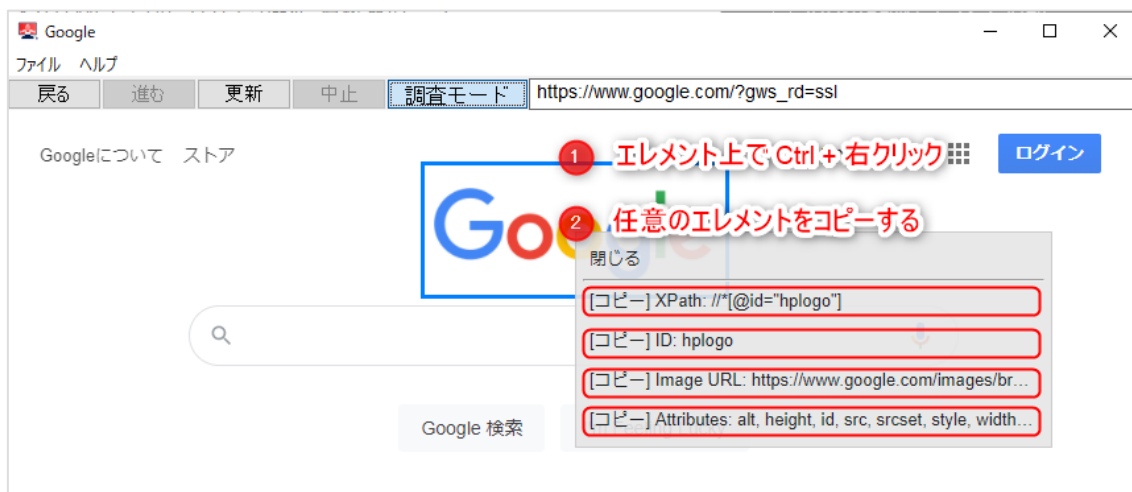 Google
ファイル ヘルプ
戻る 進む 更新 中止 調査モード https://www.google.com/?gws_rd=ssl
Googleについて ストア 1 エレメント上で Ctrl + 右クリック ログイン
Google
2 任意のエレメントをコピーする
閉じる
[コピー] XPath: //*[@id="hplogo"]
[コピー] ID: hplogo
[コピー] Image URL: https://www.google.com/images/br...
[コピー] Attributes: alt, height, id, src, srcset, style, width...
Google 検索